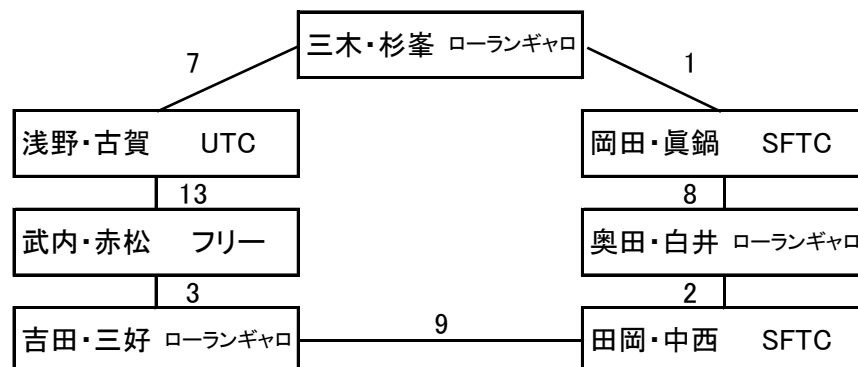 三木・杉峯 ローランギャロ
7
1
浅野・古賀 UTC
岡田・眞鍋 SFTC
13
8
武内・赤松 フリー
奥田・白井 ローランギャロ
3
2
吉田・三好 ローランギャロ
9
田岡・中西 SFTC